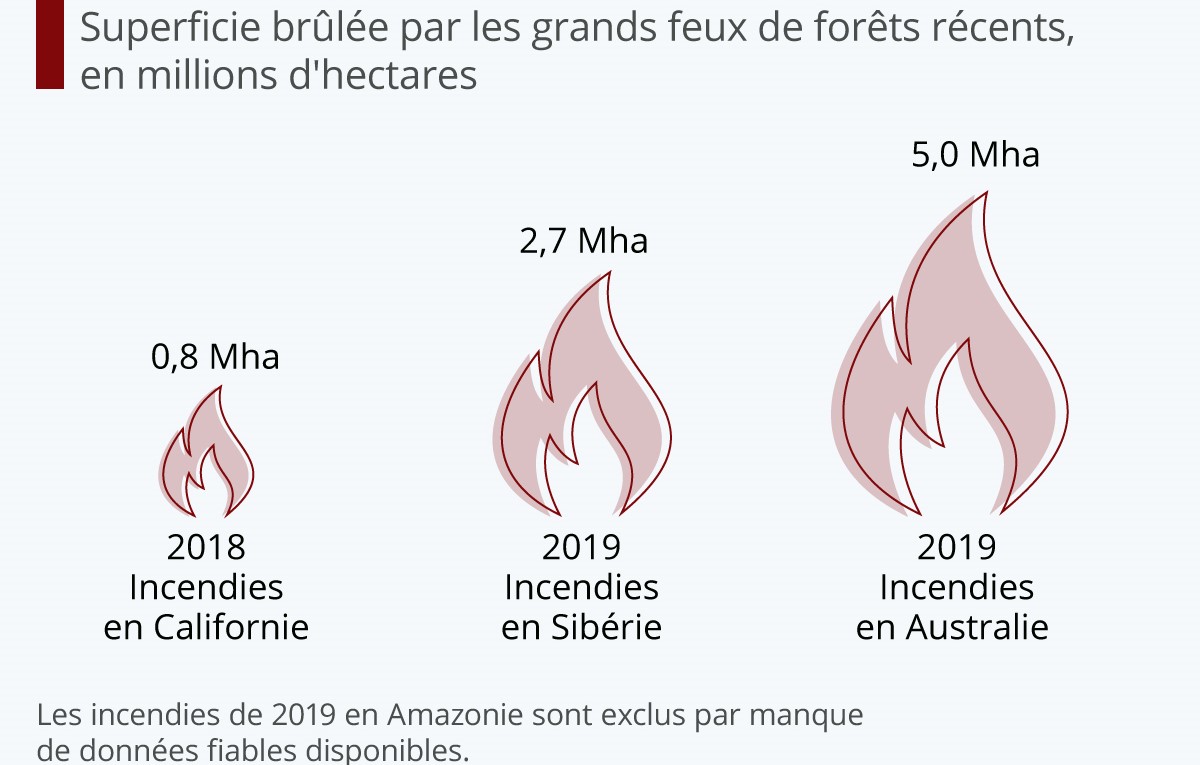 Superficie brûlée par les grands feux de forêts récents,
en millions d'hectares
5,0 Mha
2,7 Mha
0,8 Mha
2018
Incendies
en Californie
2019
Incendies
en Sibérie
2019
Incendies
en Australie
Les incendies de 2019 en Amazonie sont exclus par manque
de données fiables disponibles.